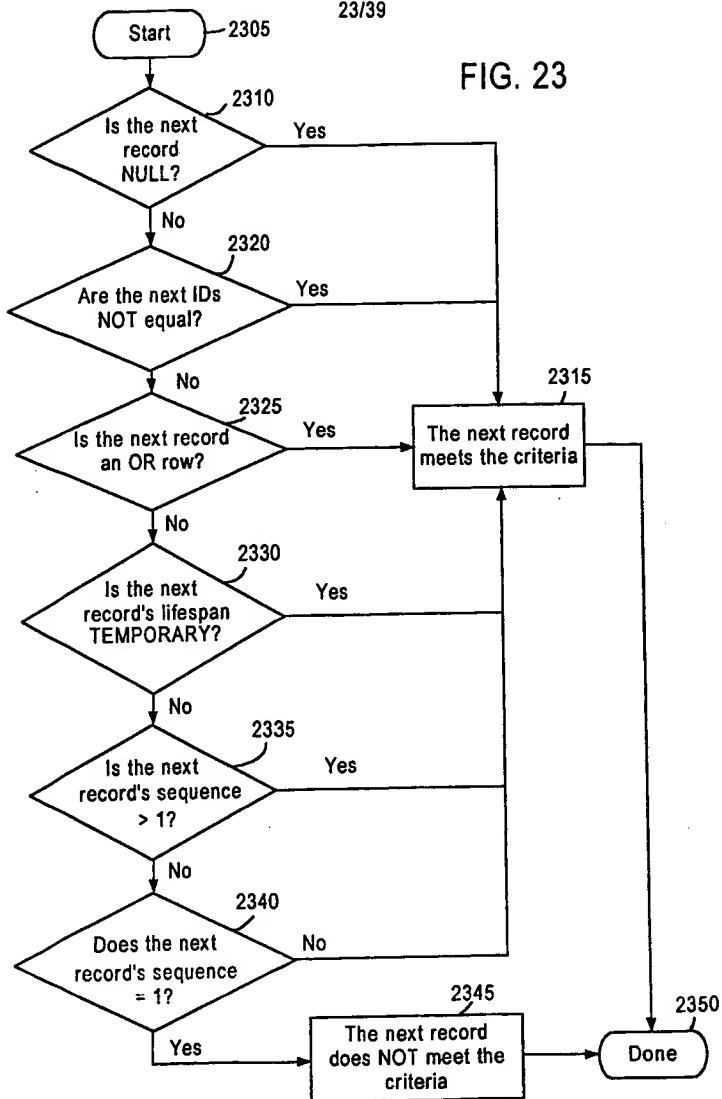 23/39
Start
2305
FIG. 23
2310
Is the next
record
NULL?
Yes
No
2320
Are the next IDs
NOT equal?
Yes
No
2325
Is the next record
an OR row?
Yes
2315
The next record
meets the criteria
No
2330
Is the next
record's lifespan
TEMPORARY?
Yes
No
2335
Is the next
record's sequence
> 1?
Yes
No
2340
Does the next
record's sequence
= 1?
No
Yes
2345
The next record
does NOT meet the
criteria
2350
Done